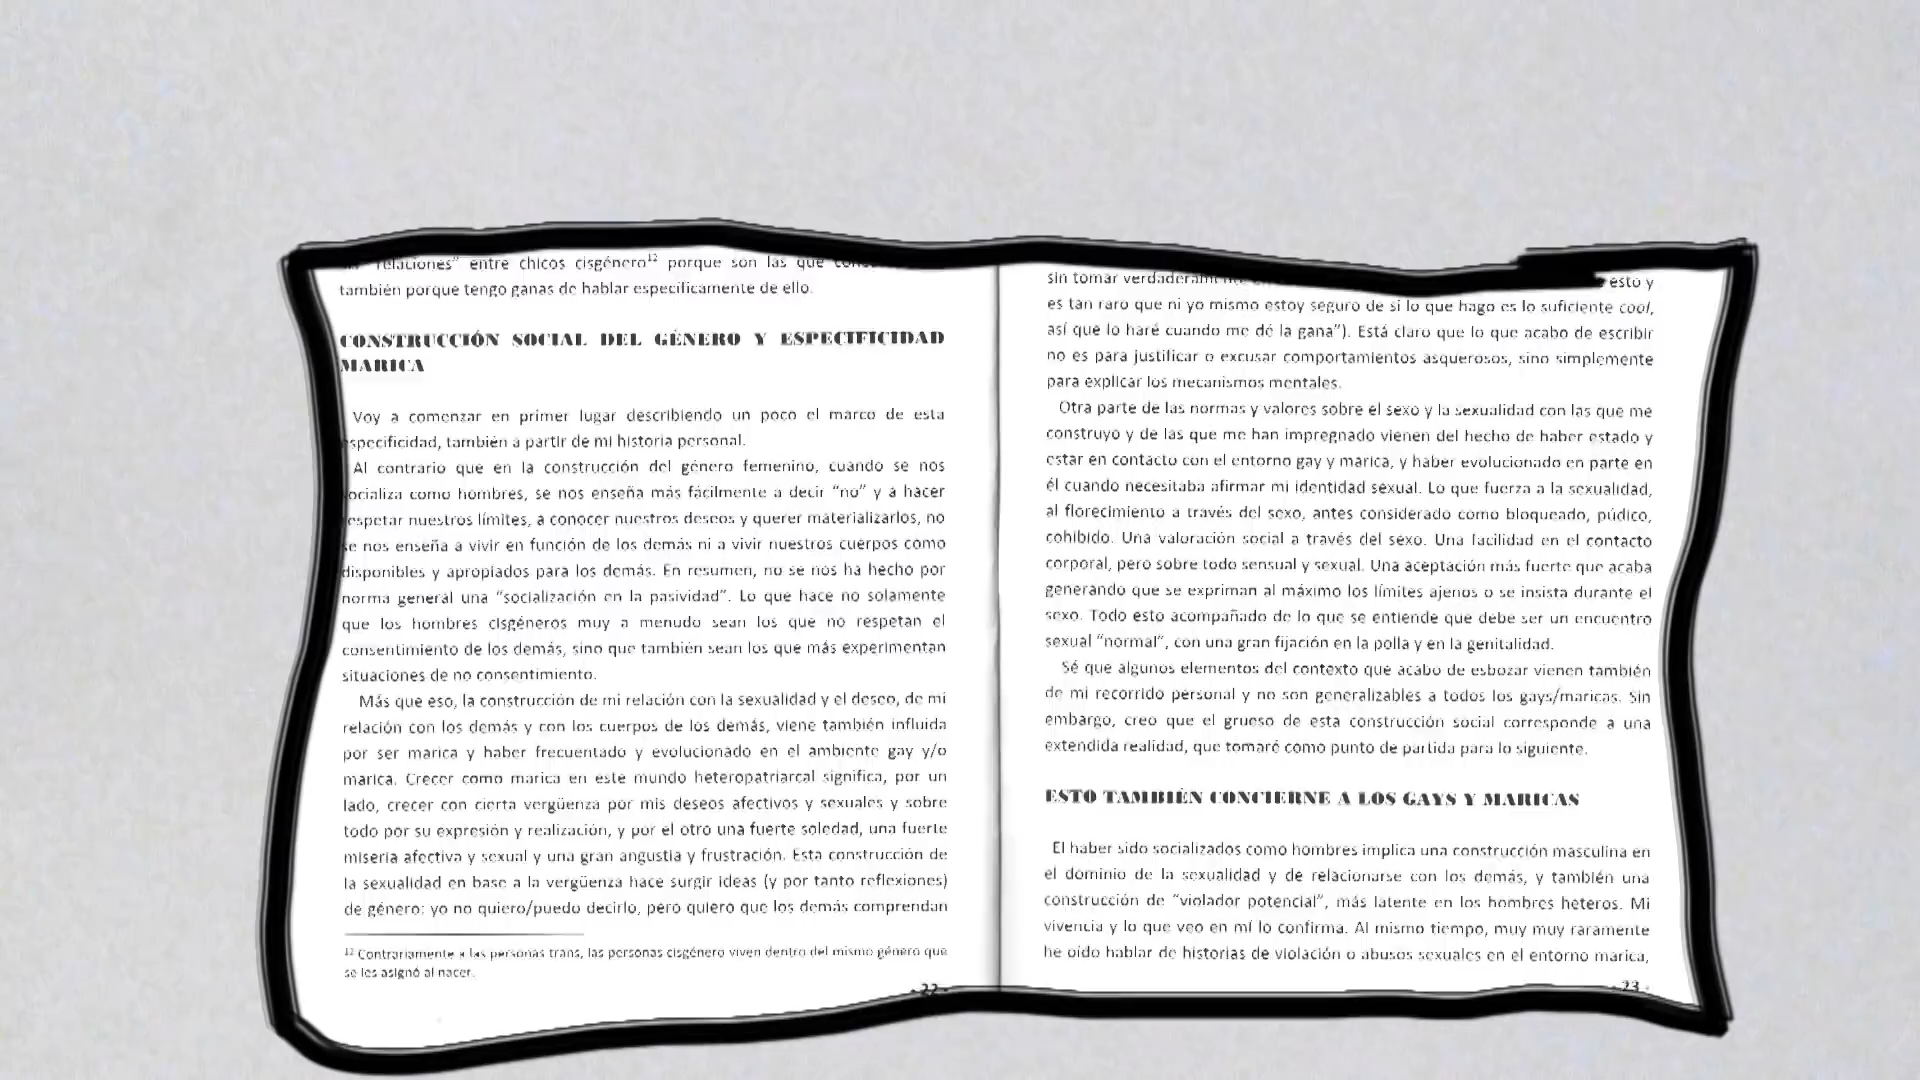 relaciones” entre chicos cisgénero¹² porque son las que
también porque tengo ganas de hablar específicamente de ello.
CONSTRUCCIÓN SOCIAL DEL GÉNERO Y ESPECIFICIDAD
MARICA
Voy a comenzar en primer lugar describiendo un poco el marco de esta
especificidad, también a partir de mi historia personal.
Al contrario que en la construcción del género femenino, cuando se nos
socializa como hombres, se nos enseña más fácilmente a decir “no” y a hacer
respetar nuestros límites, a conocer nuestros deseos y querer materializarlos, no
se nos enseña a vivir en función de los demás ni a vivir nuestros cuerpos como
disponibles y apropiados para los demás. En resumen, no se nos ha hecho por
norma general una “socialización en la pasividad”. Lo que hace no solamente
que los hombres cisgéneros muy a menudo sean los que no respetan el
consentimiento de los demás, sino que también sean los que más experimentan
situaciones de no consentimiento.
Más que eso, la construcción de mi relación con la sexualidad y el deseo, de mi
relación con los demás y con los cuerpos de los demás, viene también influida
por ser marica y haber frecuentado y evolucionado en el ambiente gay y/o
marica. Crecer como marica en este mundo heteropatriarcal significa, por un
lado, crecer con cierta vergüenza por mis deseos afectivos y sexuales y sobre
todo por su expresión y realización, y por el otro una fuerte soledad, una fuerte
miseria afectiva y sexual y una gran angustia y frustración. Esta construcción de
la sexualidad en base a la vergüenza hace surgir ideas (y por tanto reflexiones)
de género: yo no quiero/puedo decirlo, pero quiero que los demás comprendan
¹² Contrariamente a las personas trans, las personas cisgénero viven dentro del mismo género que
se les asignó al nacer.
- 22 -
sin tomar esto y
es tan raro que ni yo mismo estoy seguro de si lo que hago es lo suficiente cool,
así que lo haré cuando me dé la gana”). Está claro que lo que acabo de escribir
no es para justificar o excusar comportamientos asquerosos, sino simplemente
para explicar los mecanismos mentales.
Otra parte de las normas y valores sobre el sexo y la sexualidad con las que me
construyo y de las que me han impregnado vienen del hecho de haber estado y
estar en contacto con el entorno gay y marica, y haber evolucionado en parte en
él cuando necesitaba afirmar mi identidad sexual. Lo que fuerza a la sexualidad,
al florecimiento a través del sexo, antes considerado como bloqueado, púdico,
cohibido. Una valoración social a través del sexo. Una facilidad en el contacto
corporal, pero sobre todo sensual y sexual. Una aceptación más fuerte que acaba
generando que se expriman al máximo los límites ajenos o se insista durante el
sexo. Todo esto acompañado de lo que se entiende que debe ser un encuentro
sexual “normal”, con una gran fijación en la polla y en la genitalidad.
Sé que algunos elementos del contexto que acabo de esbozar vienen también
de mi recorrido personal y no son generalizables a todos los gays/maricas. Sin
embargo, creo que el grueso de esta construcción social corresponde a una
extendida realidad, que tomaré como punto de partida para lo siguiente.
ESTO TAMBIÉN CONCIERNE A LOS GAYS Y MARICAS
El haber sido socializados como hombres implica una construcción masculina en
el dominio de la sexualidad y de relacionarse con los demás, y también una
construcción de “violador potencial”, más latente en los hombres heteros. Mi
vivencia y lo que veo en mí lo confirma. Al mismo tiempo, muy muy raramente
he oído hablar de historias de violación o abusos sexuales en el entorno marica,
- 23 -